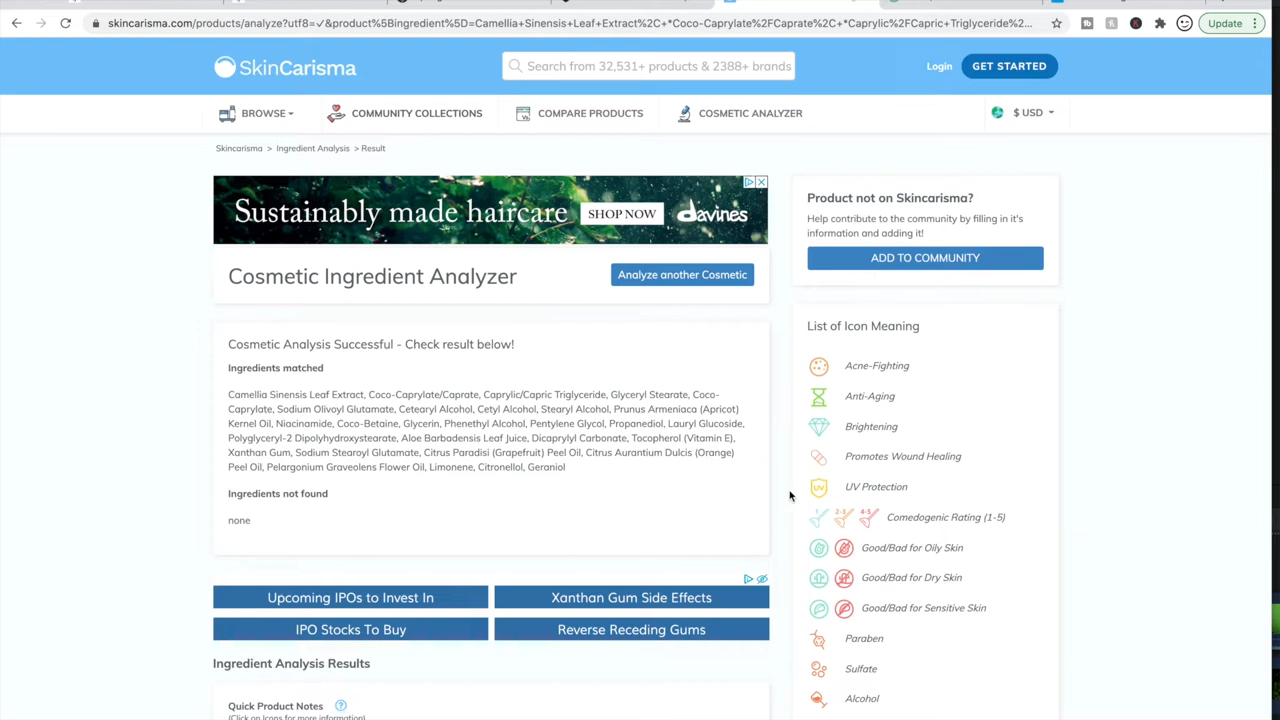 skincarisma.com/products/analyze?utf8=✓&product%5Bingredient%5D=Camellia+Sinensis+Leaf+Extract%2C+*Coco-Caprylate%2FCaprate%2C+*Caprylic%2FCapric+Triglyceride%2...
Update
SkinCarisma
Search from 32,531+ products & 2388+ brands
Login
GET STARTED
BROWSE
COMMUNITY COLLECTIONS
COMPARE PRODUCTS
COSMETIC ANALYZER
$ USD
Skincarisma > Ingredient Analysis > Result
Sustainably made haircare
SHOP NOW
davines
Cosmetic Ingredient Analyzer
Analyze another Cosmetic
Cosmetic Analysis Successful - Check result below!
Ingredients matched
Camellia Sinensis Leaf Extract, Coco-Caprylate/Caprate, Caprylic/Capric Triglyceride, Glyceryl Stearate, Coco-
Caprylate, Sodium Olivoyl Glutamate, Cetearyl Alcohol, Cetyl Alcohol, Stearyl Alcohol, Prunus Armeniaca (Apricot)
Kernel Oil, Niacinamide, Coco-Betaine, Glycerin, Phenethyl Alcohol, Pentylene Glycol, Propanediol, Lauryl Glucoside,
Polyglyceryl-2 Dipolyhydroxystearate, Aloe Barbadensis Leaf Juice, Dicaprylyl Carbonate, Tocopherol (Vitamin E),
Xanthan Gum, Sodium Stearoyl Glutamate, Citrus Paradisi (Grapefruit) Peel Oil, Citrus Aurantium Dulcis (Orange)
Peel Oil, Pelargonium Graveolens Flower Oil, Limonene, Citronellol, Geraniol
Ingredients not found
none
Upcoming IPOs to Invest In
Xanthan Gum Side Effects
IPO Stocks To Buy
Reverse Receding Gums
Ingredient Analysis Results
Quick Product Notes ?
(Click on Icons for more information)
Product not on Skincarisma?
Help contribute to the community by filling in it's
information and adding it!
ADD TO COMMUNITY
List of Icon Meaning
Acne-Fighting
Anti-Aging
Brightening
Promotes Wound Healing
UV UV Protection
1 2-3 4-5 Comedogenic Rating (1-5)
Good/Bad for Oily Skin
Good/Bad for Dry Skin
Good/Bad for Sensitive Skin
Paraben
Sulfate
Alcohol